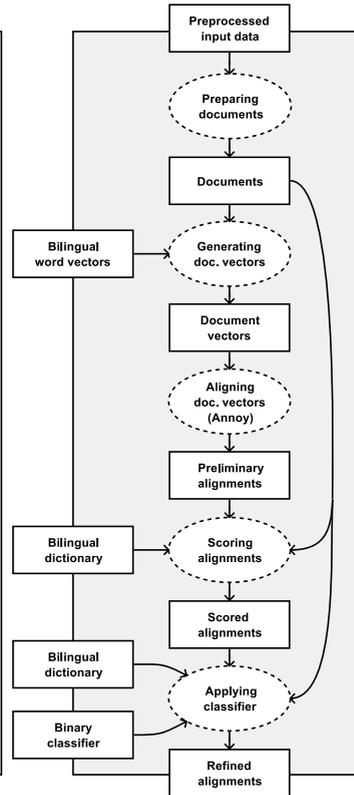 Preprocessed
input data
Preparing
documents
Documents
Bilingual
word vectors
Generating
doc. vectors
Document
vectors
Aligning
doc. vectors
(Annoy)
Preliminary
alignments
Bilingual
dictionary
Scoring
alignments
Scored
alignments
Bilingual
dictionary
Applying
classifier
Binary
classifier
Refined
alignments